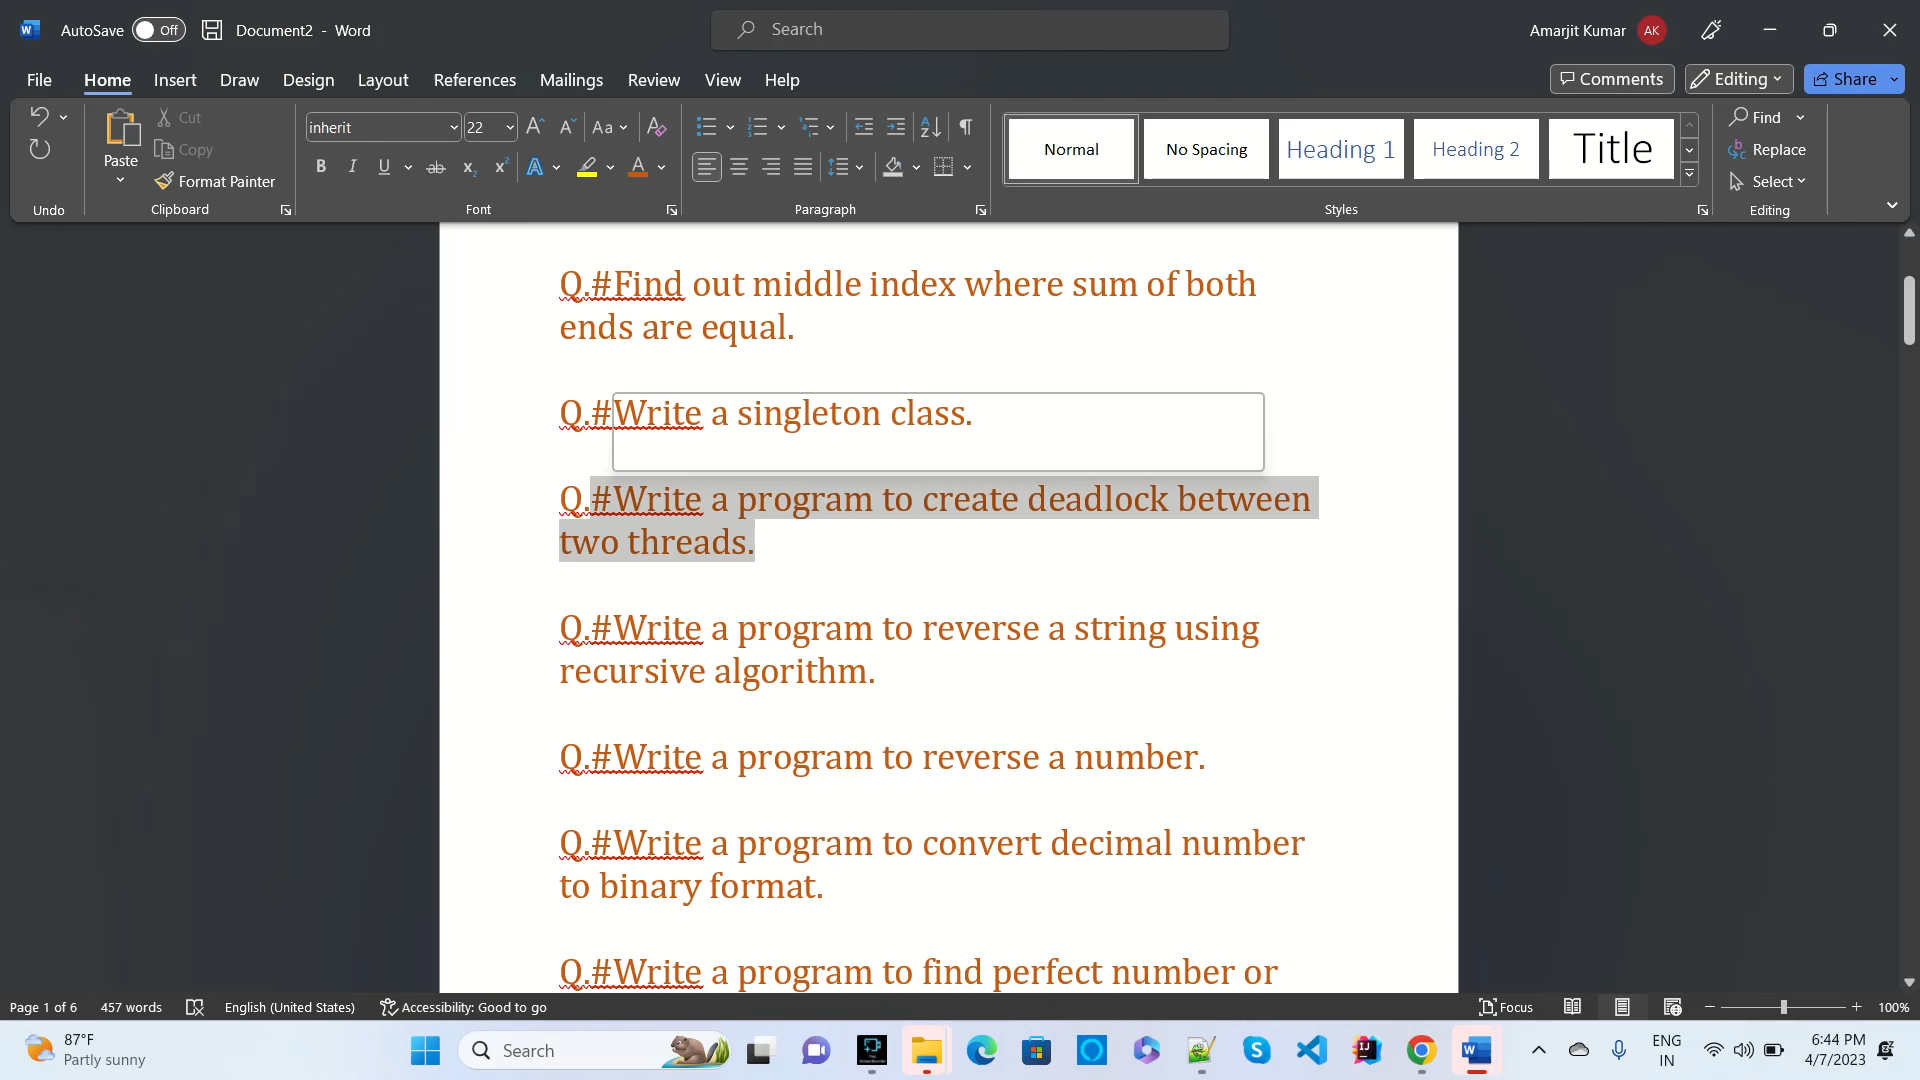 AutoSave Off Document2 - Word Search Amarjit Kumar AK
File Home Insert Draw Design Layout References Mailings Review View Help Comments Editing Share
Paste Cut Copy Format Painter
inherit 22 Aa
Normal No Spacing Heading 1 Heading 2 Title
Find Replace Select
Undo Clipboard Font Paragraph Styles Editing
Q.#Find out middle index where sum of both
ends are equal.
Q.#Write a singleton class.
Q.#Write a program to create deadlock between
two threads.
Q.#Write a program to reverse a string using
recursive algorithm.
Q.#Write a program to reverse a number.
Q.#Write a program to convert decimal number
to binary format.
Q.#Write a program to find perfect number or
Page 1 of 6 457 words English (United States) Accessibility: Good to go Focus 100%
87°F
Partly sunny
Search
ENG
IN
6:44 PM
4/7/2023